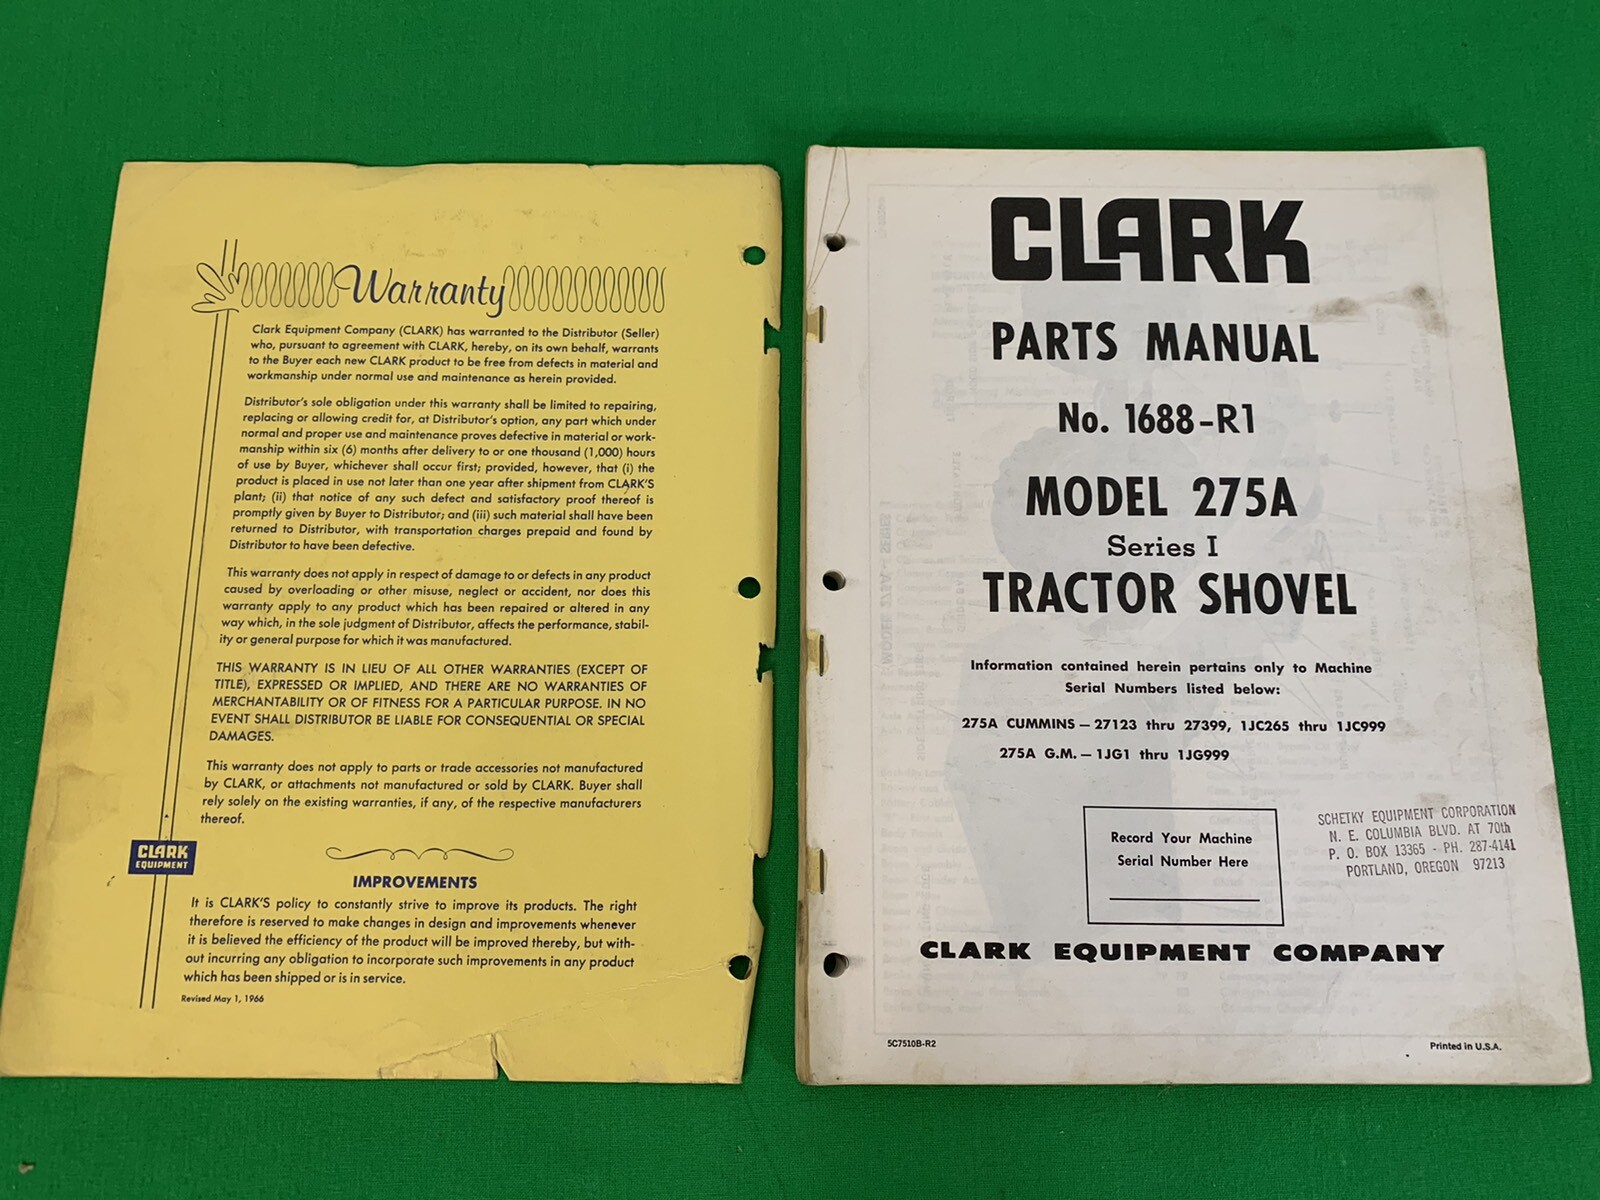 Warranty
Clark Equipment Company (CLARK) has warranted to the Distributor (Seller)
who, pursuant to agreement with CLARK, hereby, on its own behalf, warrants
to the Buyer each new CLARK product to be free from defects in material and
workmanship under normal use and maintenance as herein provided.
Distributor's sole obligation under this warranty shall be limited to repairing,
replacing or allowing credit for, at Distributor's option, any part which under
normal and proper use and maintenance proves defective in material or work-
manship within six (6) months after delivery to or one thousand (1,000) hours
of use by Buyer, whichever shall occur first; provided, however, that (i) the
product is placed in use not later than one year after shipment from CLARK'S
plant; (ii) that notice of any such defect and satisfactory proof thereof is
promptly given by Buyer to Distributor; and (iii) such material shall have been
returned to Distributor, with transportation charges prepaid and found by
Distributor to have been defective.
This warranty does not apply in respect of damage to or defects in any product
caused by overloading or other misuse, neglect or accident, nor does this
warranty apply to any product which has been repaired or altered in any
way which, in the sole judgment of Distributor, affects the performance, stabil-
ity or general purpose for which it was manufactured.
THIS WARRANTY IS IN LIEU OF ALL OTHER WARRANTIES (EXCEPT OF
TITLE), EXPRESSED OR IMPLIED, AND THERE ARE NO WARRANTIES OF
MERCHANTABILITY OR OF FITNESS FOR A PARTICULAR PURPOSE. IN NO
EVENT SHALL DISTRIBUTOR BE LIABLE FOR CONSEQUENTIAL OR SPECIAL
DAMAGES.
This warranty does not apply to parts or trade accessories not manufactured
by CLARK, or attachments not manufactured or sold by CLARK. Buyer shall
rely solely on the existing warranties, if any, of the respective manufacturers
thereof.
CLARK
EQUIPMENT
IMPROVEMENTS
It is CLARK'S policy to constantly strive to improve its products. The right
therefore is reserved to make changes in design and improvements whenever
it is believed the efficiency of the product will be improved thereby, but with-
out incurring any obligation to incorporate such improvements in any product
which has been shipped or is in service.
Revised May 1, 1966
CLARK
PARTS MANUAL
No. 1688-R1
MODEL 275A
Series I
TRACTOR SHOVEL
Information contained herein pertains only to Machine
Serial Numbers listed below:
275A CUMMINS — 27123 thru 27399, 1JC265 thru 1JC999
275A G.M. — 1JG1 thru 1JG999
Record Your Machine
Serial Number Here
SCHETKY EQUIPMENT CORPORATION
N. E. COLUMBIA BLVD. AT 70th
P. O. BOX 13365 - PH. 287-4141
PORTLAND, OREGON 97213
CLARK EQUIPMENT COMPANY
5C7510B-R2
Printed in U.S.A.